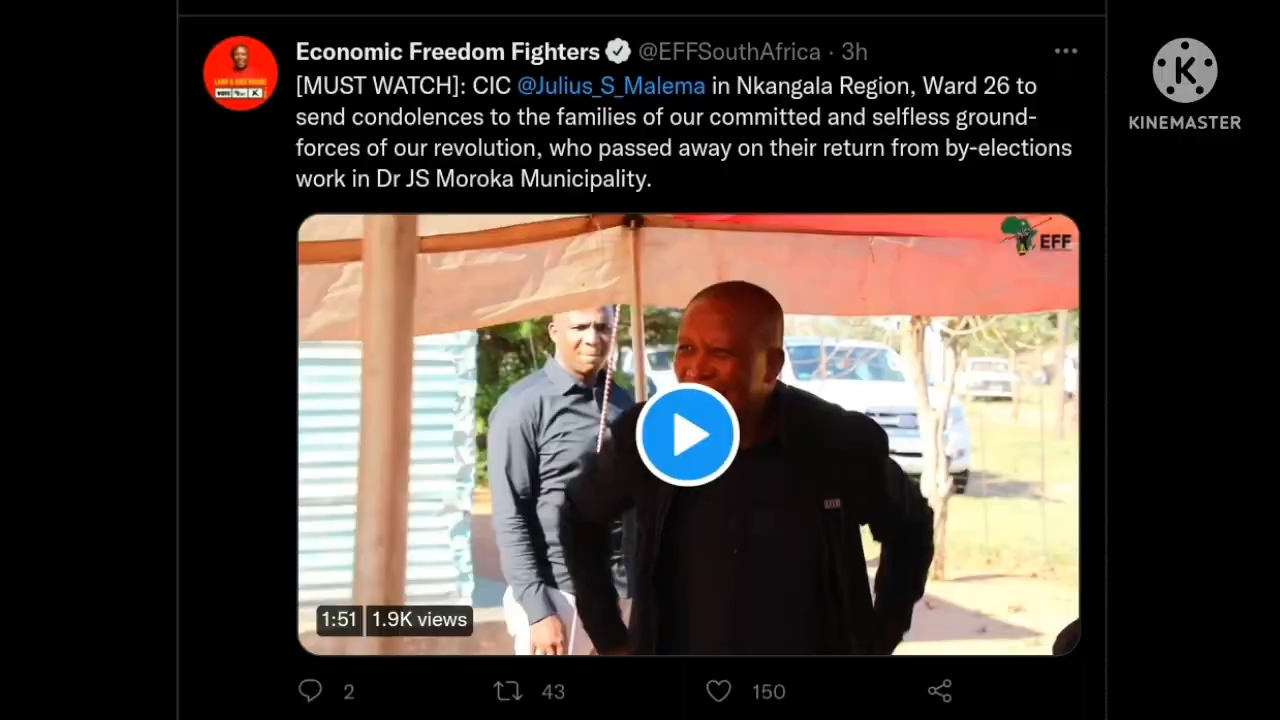 Economic Freedom Fighters @EFFSouthAfrica · 3h
[MUST WATCH]: CIC @Julius_S_Malema in Nkangala Region, Ward 26 to
send condolences to the families of our committed and selfless ground-
forces of our revolution, who passed away on their return from by-elections
work in Dr JS Moroka Municipality.
K
KINEMASTER
EFF
1:51 1.9K views
2 43 150